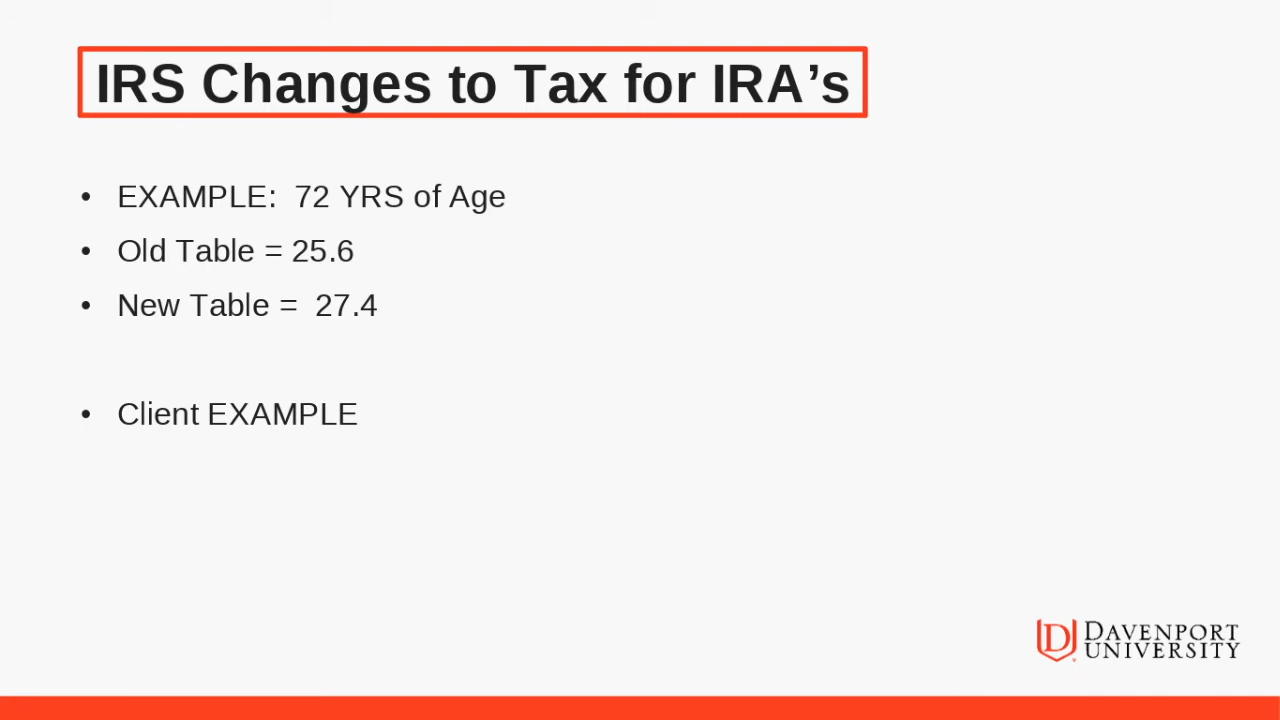 IRS Changes to Tax for IRA’s
• EXAMPLE:  72 YRS of Age
• Old Table = 25.6
• New Table =  27.4
• Client EXAMPLE
D DAVENPORT
UNIVERSITY